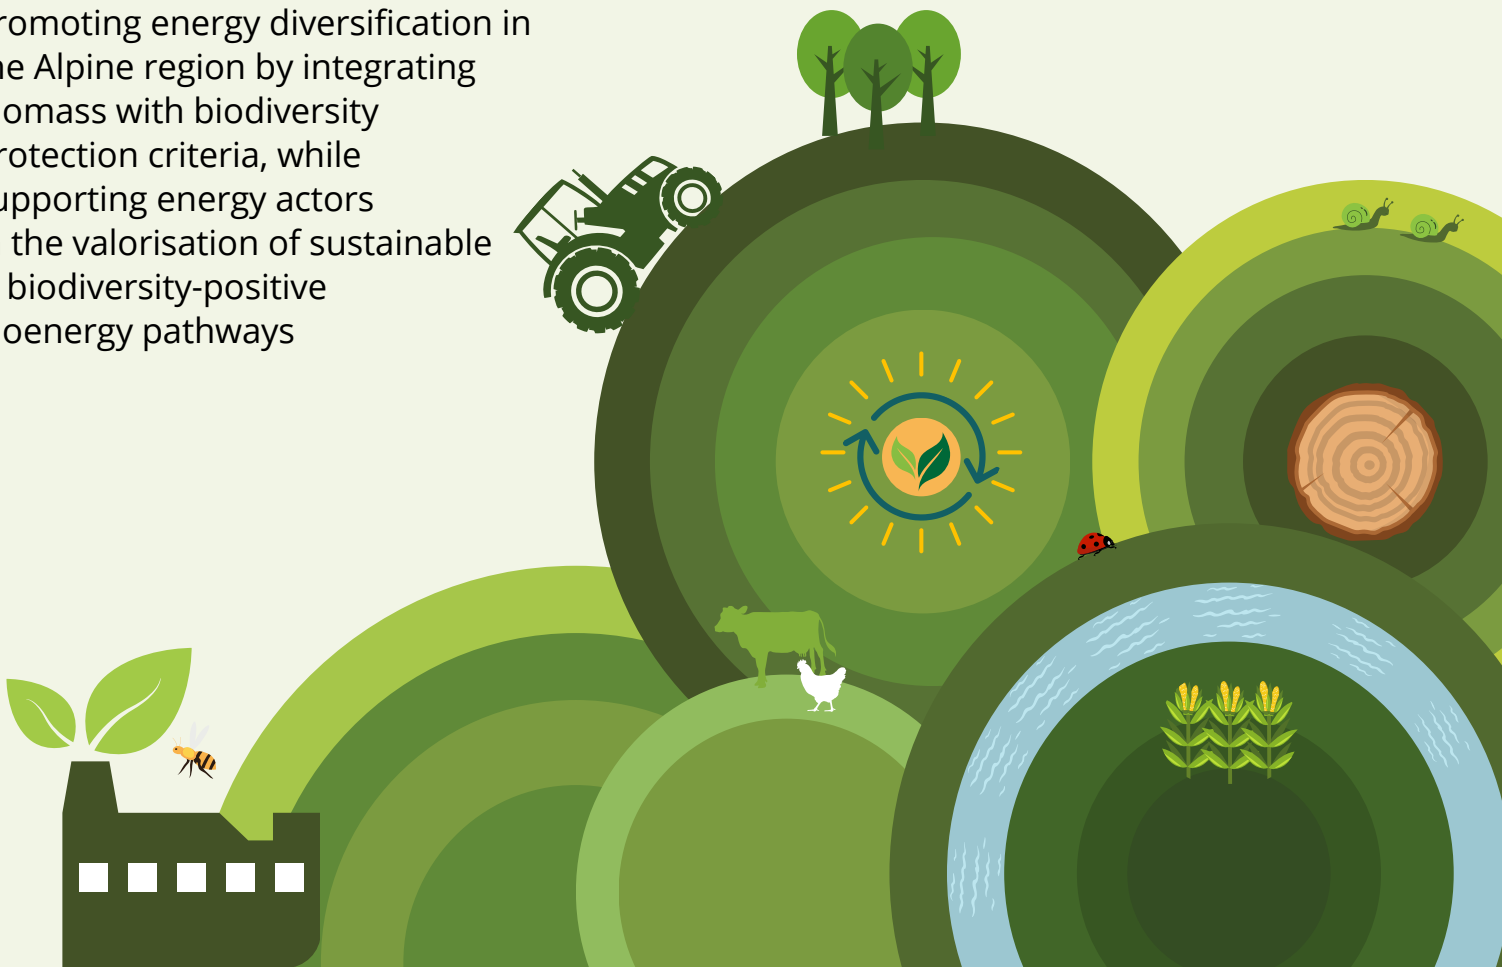 romoting energy diversification in
ne Alpine region by integrating
omass with biodiversity
rotection criteria, while
upporting energy actors
the valorisation of sustainable
biodiversity-positive
oenergy pathways